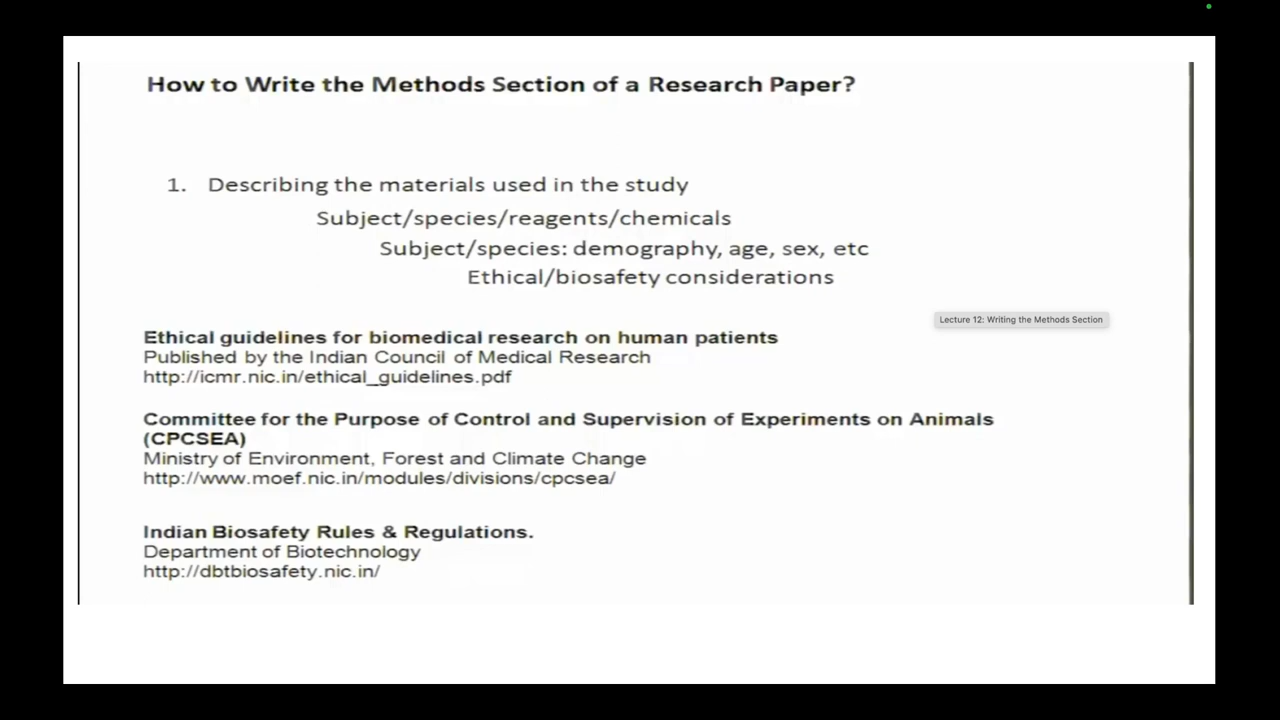 How to Write the Methods Section of a Research Paper?
1. Describing the materials used in the study
Subject/species/reagents/chemicals
Subject/species: demography, age, sex, etc
Ethical/biosafety considerations
Lecture 12: Writing the Methods Section
Ethical guidelines for biomedical research on human patients
Published by the Indian Council of Medical Research
http://icmr.nic.in/ethical_guidelines.pdf
Committee for the Purpose of Control and Supervision of Experiments on Animals
(CPCSEA)
Ministry of Environment, Forest and Climate Change
http://www.moef.nic.in/modules/divisions/cpcsea/
Indian Biosafety Rules & Regulations.
Department of Biotechnology
http://dbtbiosafety.nic.in/